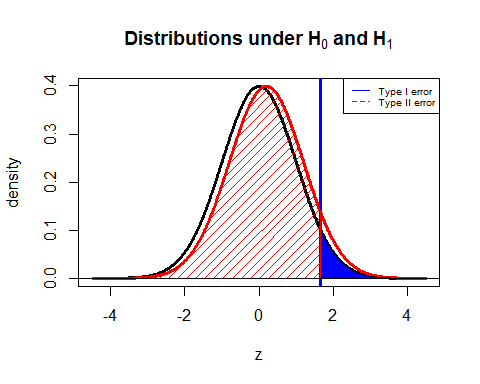 Distributions under H₀ and H₁
Type I error
Type II error
density
0.4
0.3
0.2
0.1
0.0
-4 -2 0 2 4
z